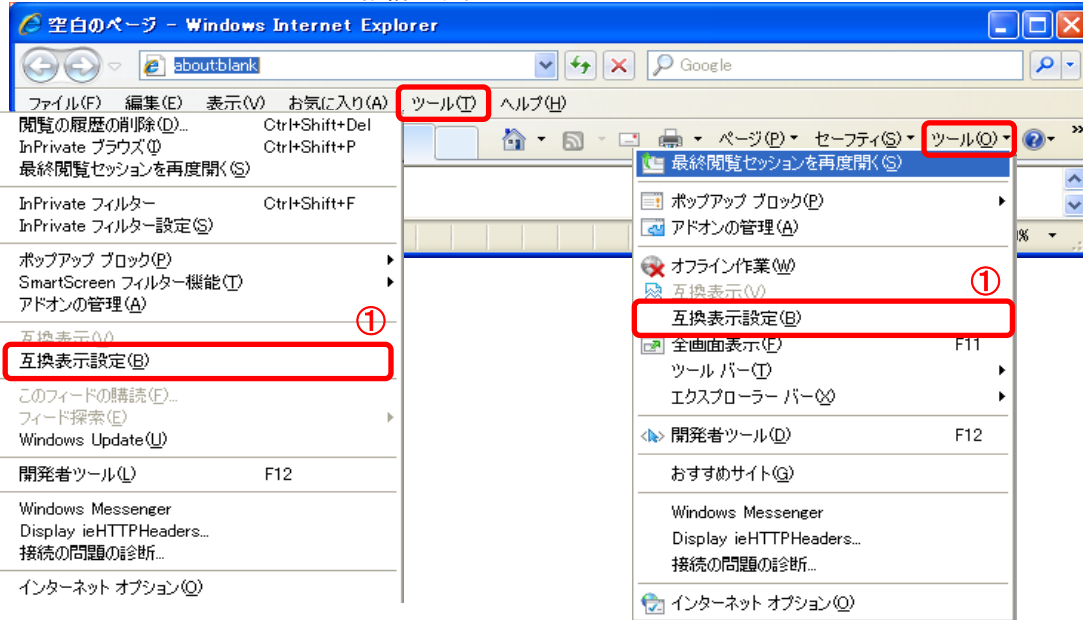 空白のページ - Windows Internet Explorer
about:blank
Google
ファイル(F) 編集(E) 表示(V) お気に入り(A) ツール(T) ヘルプ(H)
ページ(P) セーフティ(S) ツール(O) »
閲覧の履歴の削除(D)... Ctrl+Shift+Del
InPrivate ブラウズ(I) Ctrl+Shift+P
最終閲覧セッションを再度開く(S)
InPrivate フィルター Ctrl+Shift+F
InPrivate フィルター設定(S)
ポップアップ ブロック(P)
SmartScreen フィルター機能(T)
アドオンの管理(A)
①
互換表示(V)
互換表示設定(B)
このフィードの購読(F)...
フィード探索(E)
Windows Update(U)
開発者ツール(L) F12
Windows Messenger
Display ieHTTPHeaders...
接続の問題の診断...
インターネット オプション(O)
最終閲覧セッションを再度開く(S)
ポップアップ ブロック(P)
アドオンの管理(A)
%
オフライン作業(W)
①
互換表示(V)
互換表示設定(B)
全画面表示(F) F11
ツール バー(T)
エクスプローラー バー(X)
開発者ツール(D) F12
おすすめサイト(G)
Windows Messenger
Display ieHTTPHeaders...
接続の問題の診断...
インターネット オプション(O)